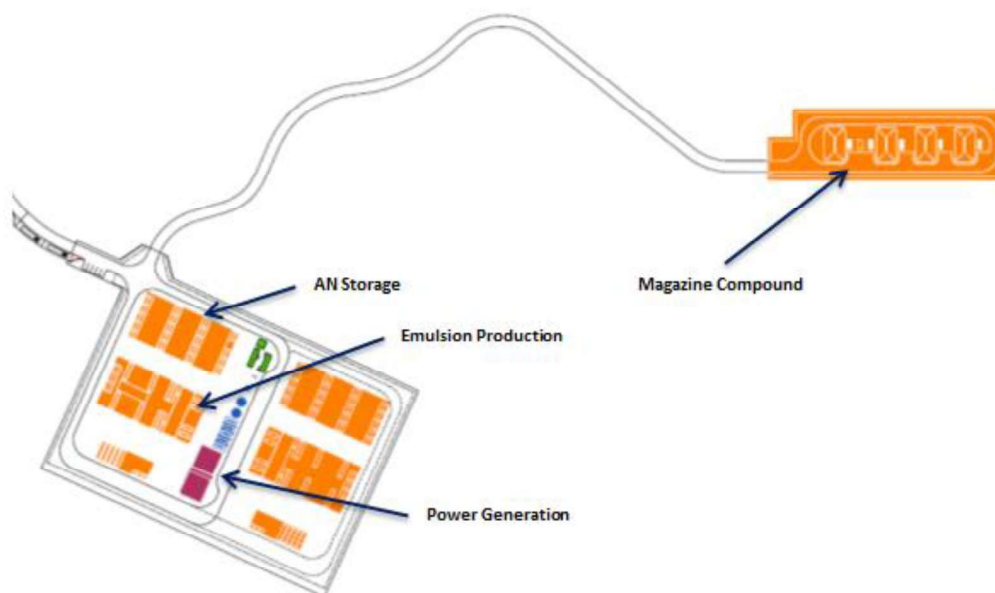 AN Storage
Magazine Compound
Emulsion Production
Power Generation